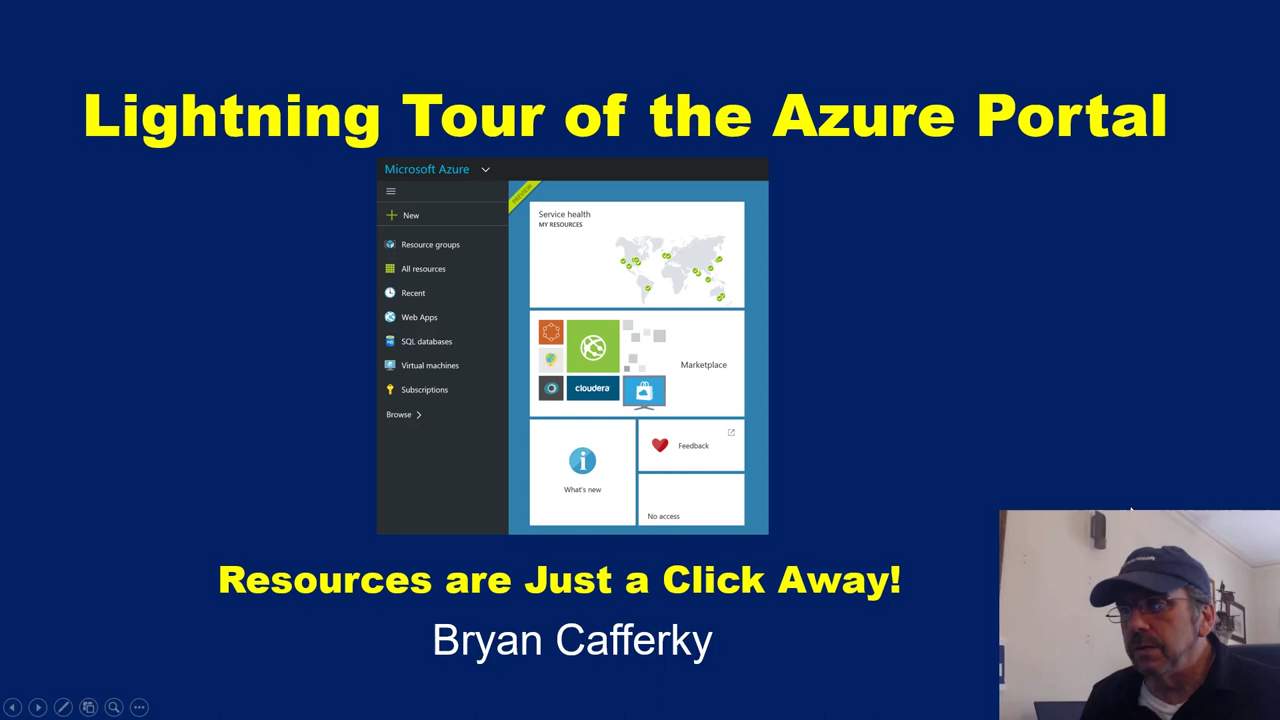 Lightning Tour of the Azure Portal
Microsoft Azure
New
Resource groups
All resources
Recent
Web Apps
SQL databases
Virtual machines
Subscriptions
Browse
PREVIEW
Service health
MY RESOURCES
cloudera
Marketplace
What's new
Feedback
No access
Resources are Just a Click Away!
Bryan Cafferky